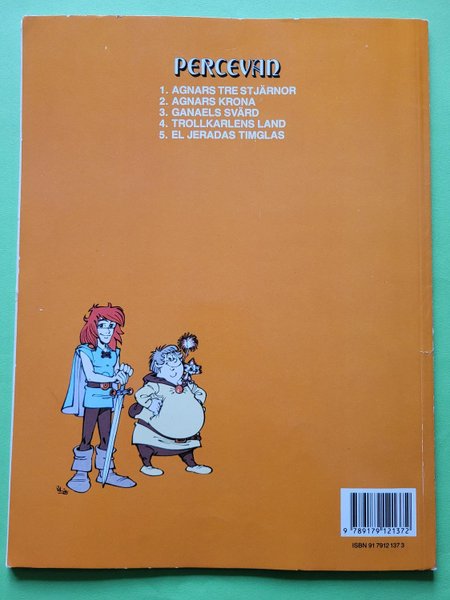 PERCEVAN
1. AGNARS TRE STJÄRNOR
2. AGNARS KRONA
3. GANAELS SVÄRD
4. TROLLKARLENS LAND
5. EL JERADAS TIMGLAS
9 789179 121372
ISBN 91 7912 137 3